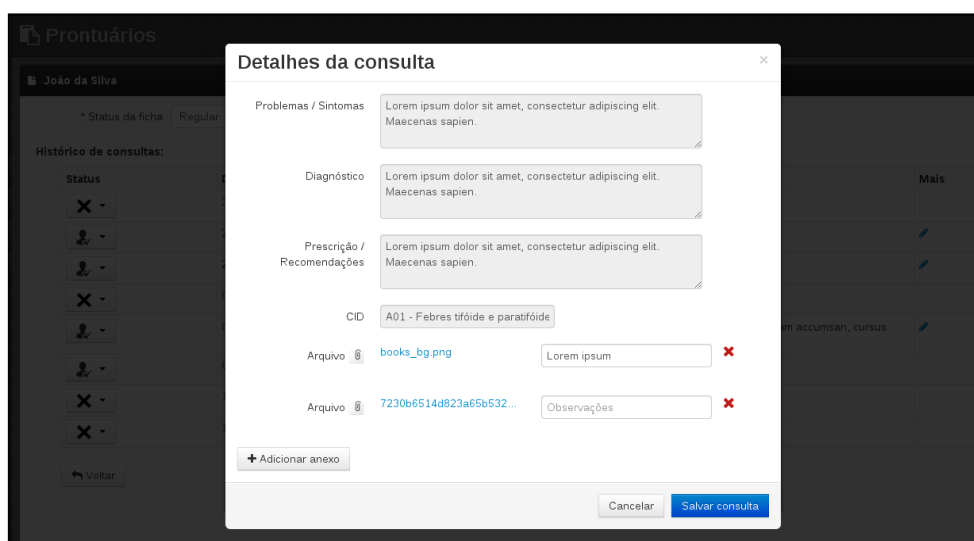 Prontuários
João da Silva
* Status da ficha Regular
Histórico de consultas:
Status
Mais
am accumsan, cursus
Voltar
Detalhes da consulta
×
Problemas / Sintomas
Lorem ipsum dolor sit amet, consectetur adipiscing elit.
Maecenas sapien.
Diagnóstico
Lorem ipsum dolor sit amet, consectetur adipiscing elit.
Maecenas sapien.
Prescrição /
Recomendações
Lorem ipsum dolor sit amet, consectetur adipiscing elit.
Maecenas sapien.
CID A01 - Febres tifóide e paratifóide
Arquivo books_bg.png Lorem ipsum
Arquivo 7230b6514d823a65b532... Observações
Adicionar anexo
Cancelar Salvar consulta